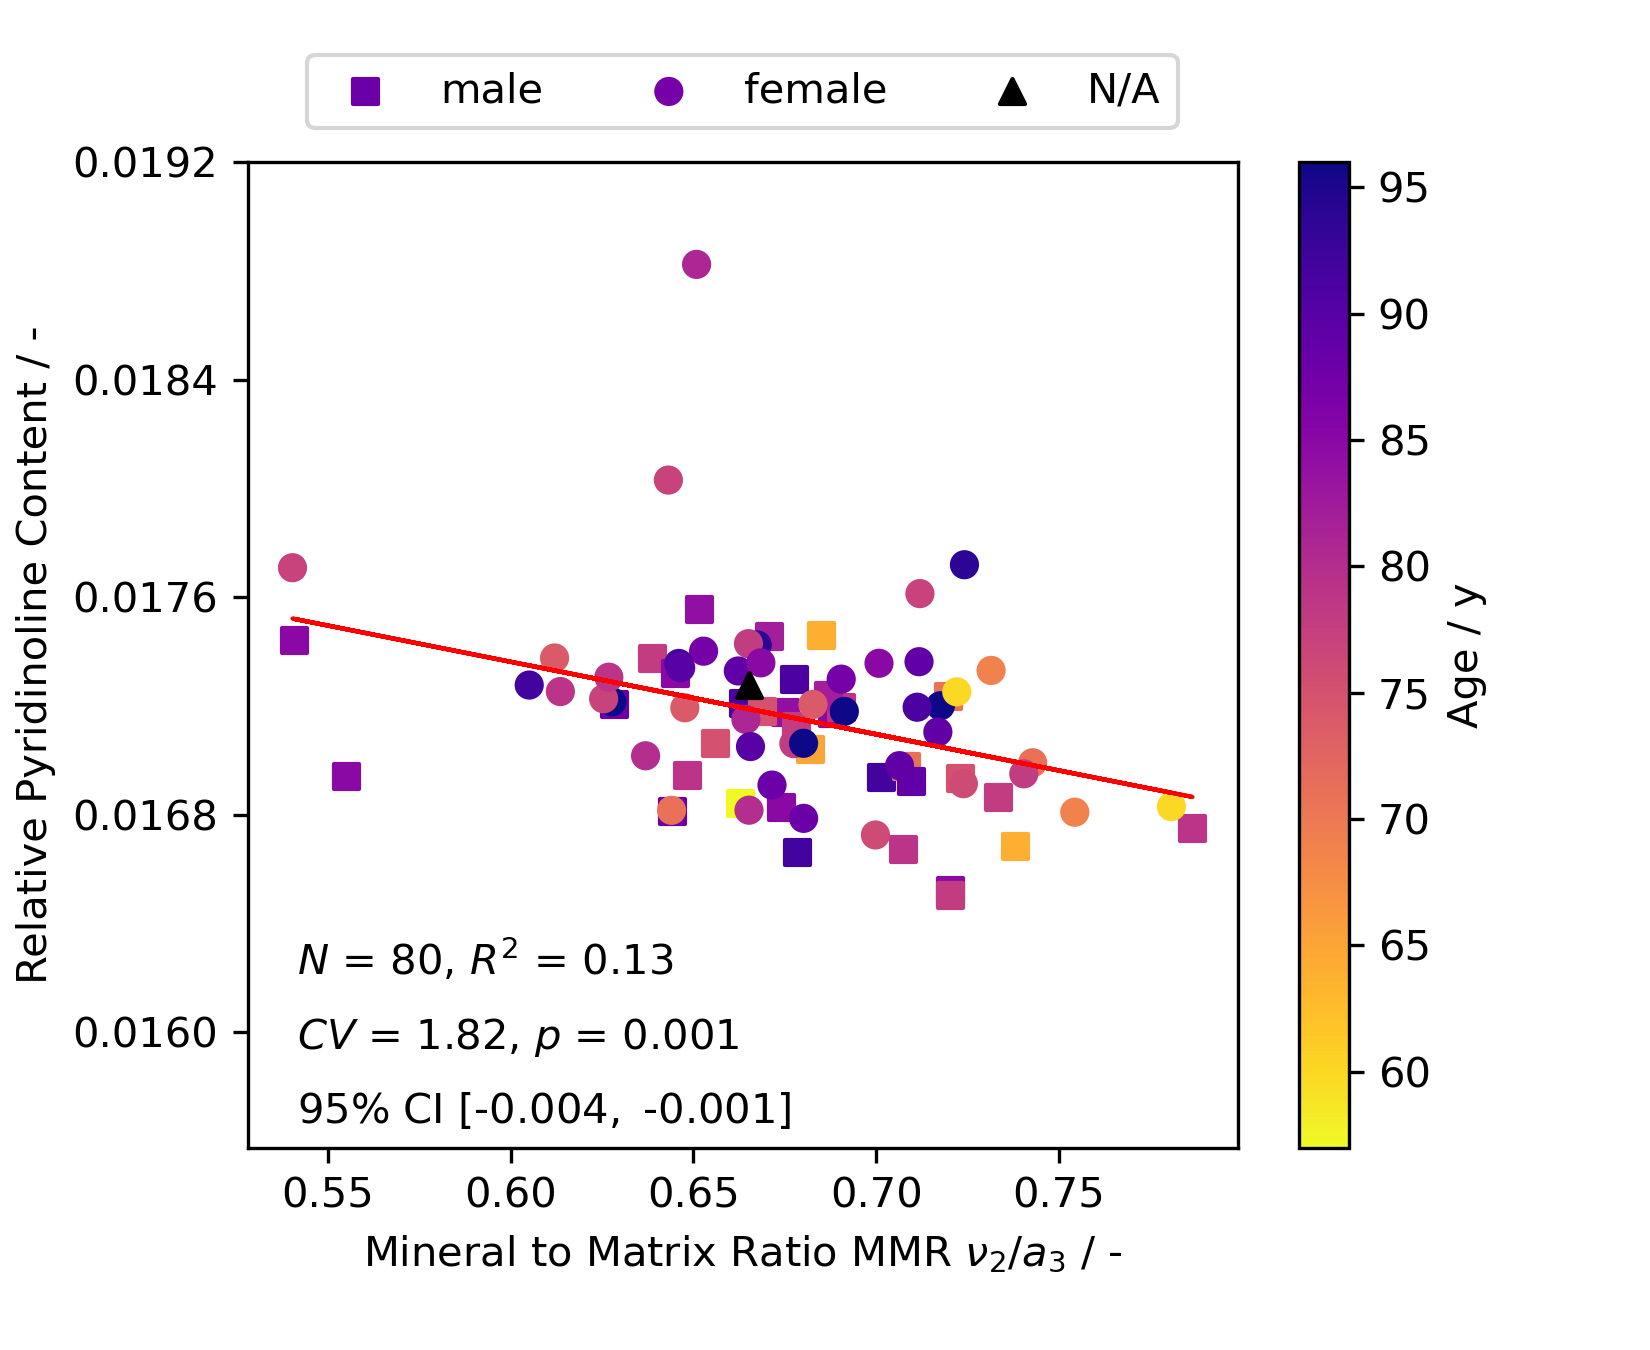 male female N/A
0.0192
0.0184
0.0176
0.0168
0.0160
Relative Pyridinoline Content / -
N = 80, R² = 0.13
CV = 1.82, p = 0.001
95% CI [-0.004, -0.001]
0.55 0.60 0.65 0.70 0.75
Mineral to Matrix Ratio MMR ν₂/a₃ / -
95
90
85
80
75
70
65
60
Age / y